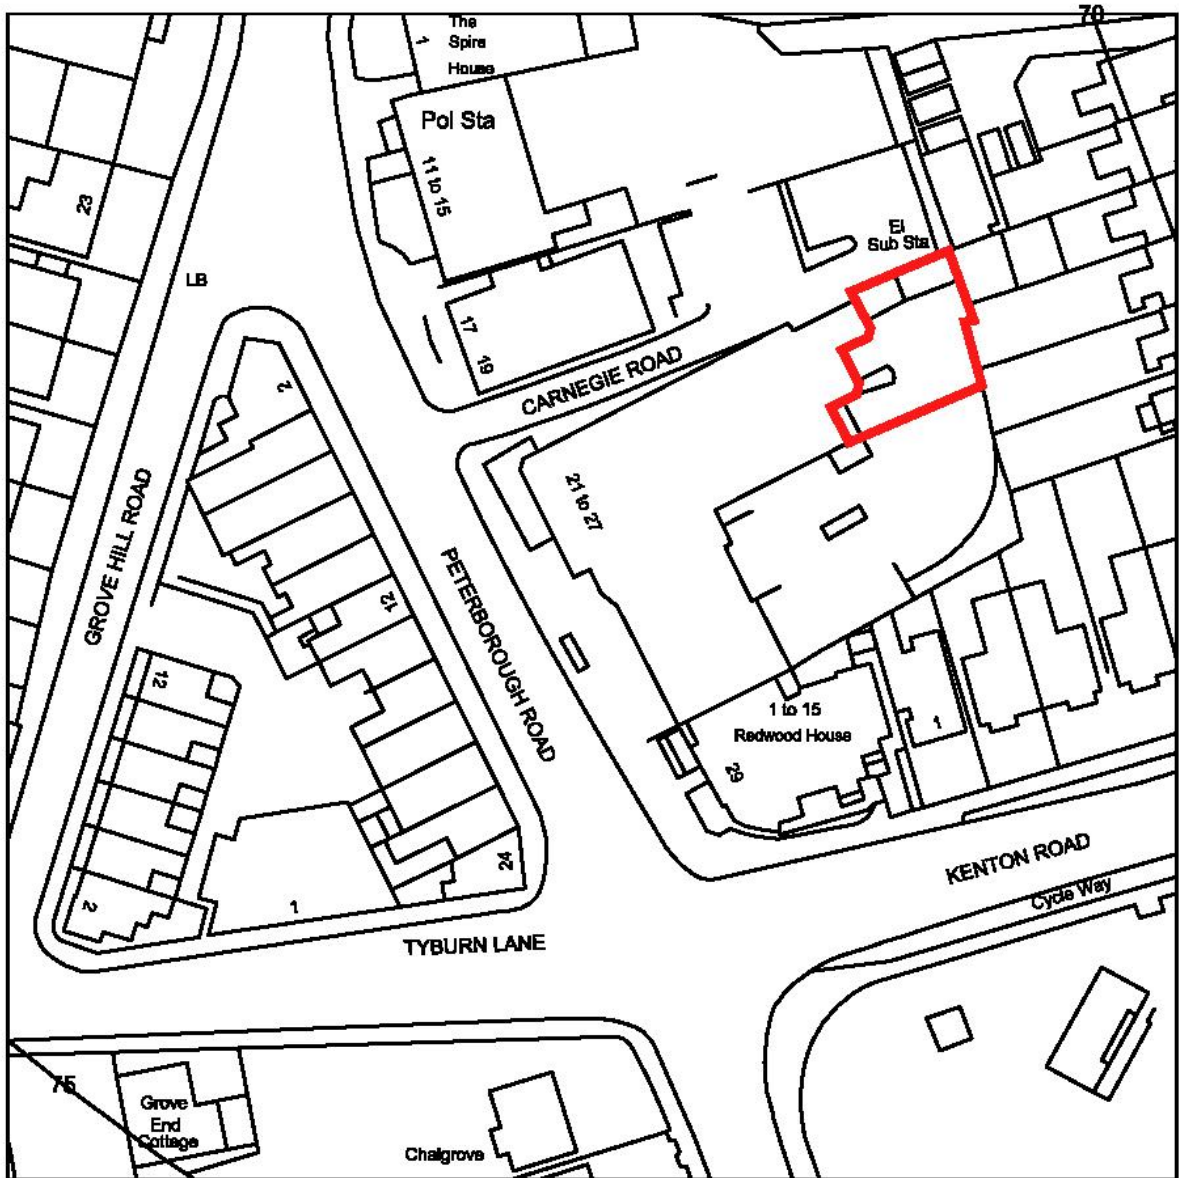 70
The
Spire
House
1
Pol Sta
11 to 15
23
El
Sub Sta
LB
17
19
CARNEGIE ROAD
2
21 to 27
GROVE HILL ROAD
PETERBOROUGH ROAD
12
12
1 to 15
Redwood House
1
29
24
KENTON ROAD
Cycle Way
2
1
TYBURN LANE
75
Grove
End
Cottage
Chalgrove